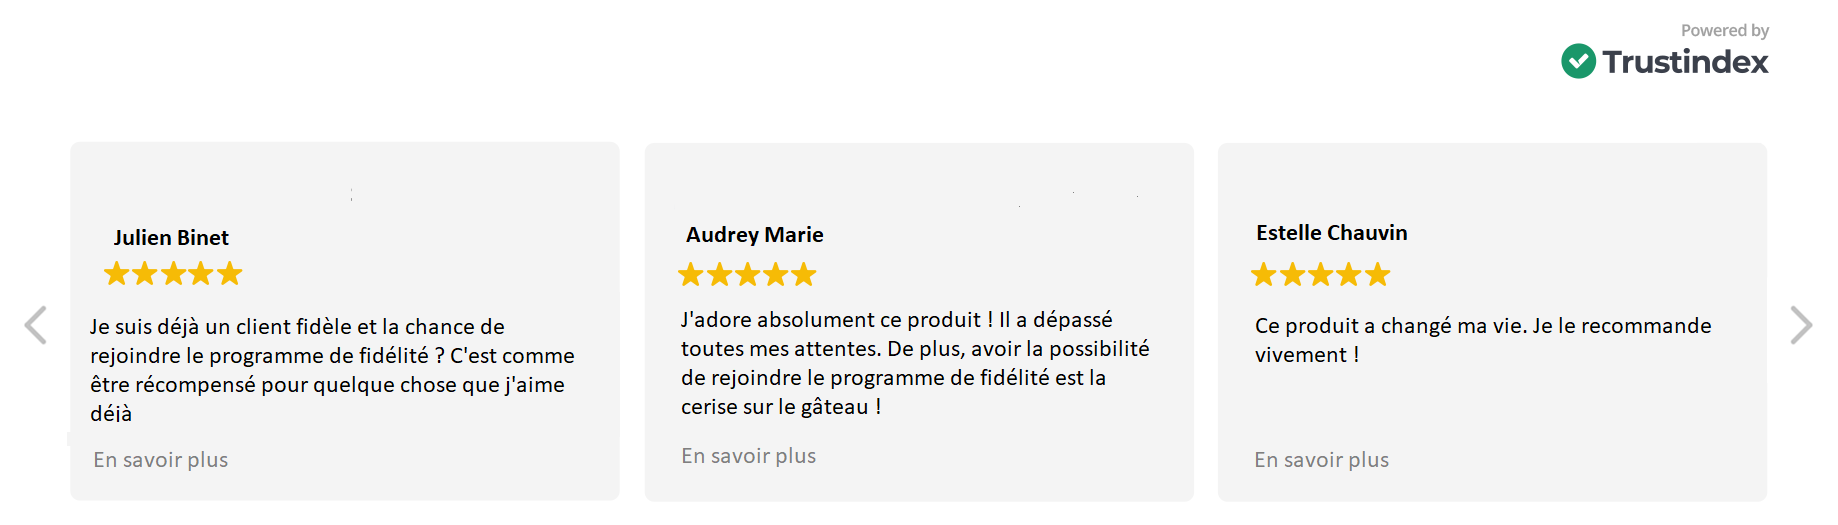 Powered by
Trustindex
Julien Binet
Je suis déjà un client fidèle et la chance de
rejoindre le programme de fidélité ? C'est comme
être récompensé pour quelque chose que j'aime
déjà
En savoir plus
Audrey Marie
J'adore absolument ce produit ! Il a dépassé
toutes mes attentes. De plus, avoir la possibilité
de rejoindre le programme de fidélité est la
cerise sur le gâteau !
En savoir plus
Estelle Chauvin
Ce produit a changé ma vie. Je le recommande
vivement !
En savoir plus